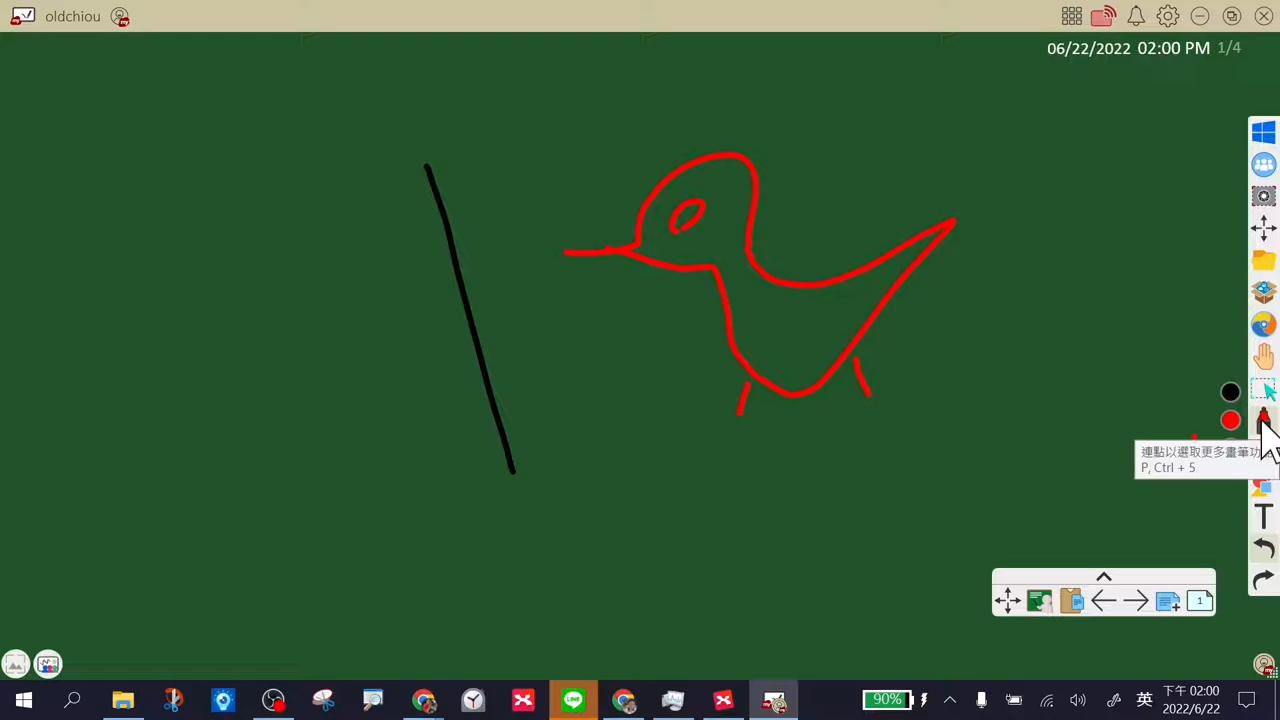 oldchiou
06/22/2022 02:00 PM 1/4
連點以選取更多畫筆功
P, Ctrl + 5
T
1
90%
英
下午 02:00
2022/6/22